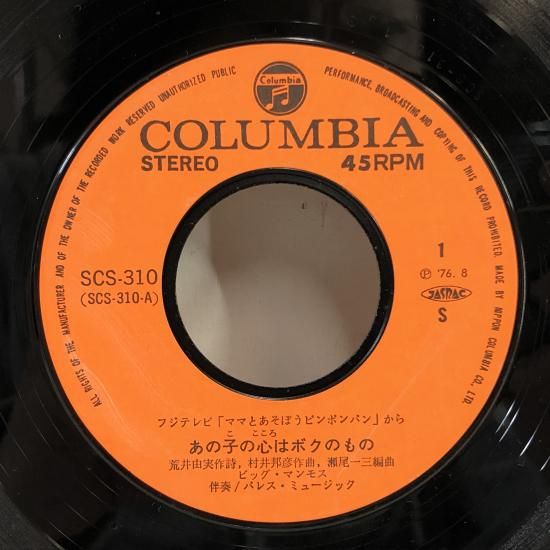 ALL RIGHTS OF THE MANUFACTURER AND OF THE OWNER OF THE RECORDED WORK RESERVED UNAUTHORIZED PUBLIC PERFORMANCE, BROADCASTING AND COPYING OF THIS RECORD PROHIBITED. MADE BY NIPPON COLUMBIA CO., LTD.
Columbia
COLUMBIA
STEREO 45RPM
SCS-310
(SCS-310-A)
1
Ⓟ '76. 8
JASRAC
S
フジテレビ「ママとあそぼうピンポンパン」から
こ こころ
あの子の心はボクのもの
荒井由実作詩, 村井邦彦作曲, 瀬尾一三編曲
ビッグ・マンモス
伴奏/パレス・ミュージック